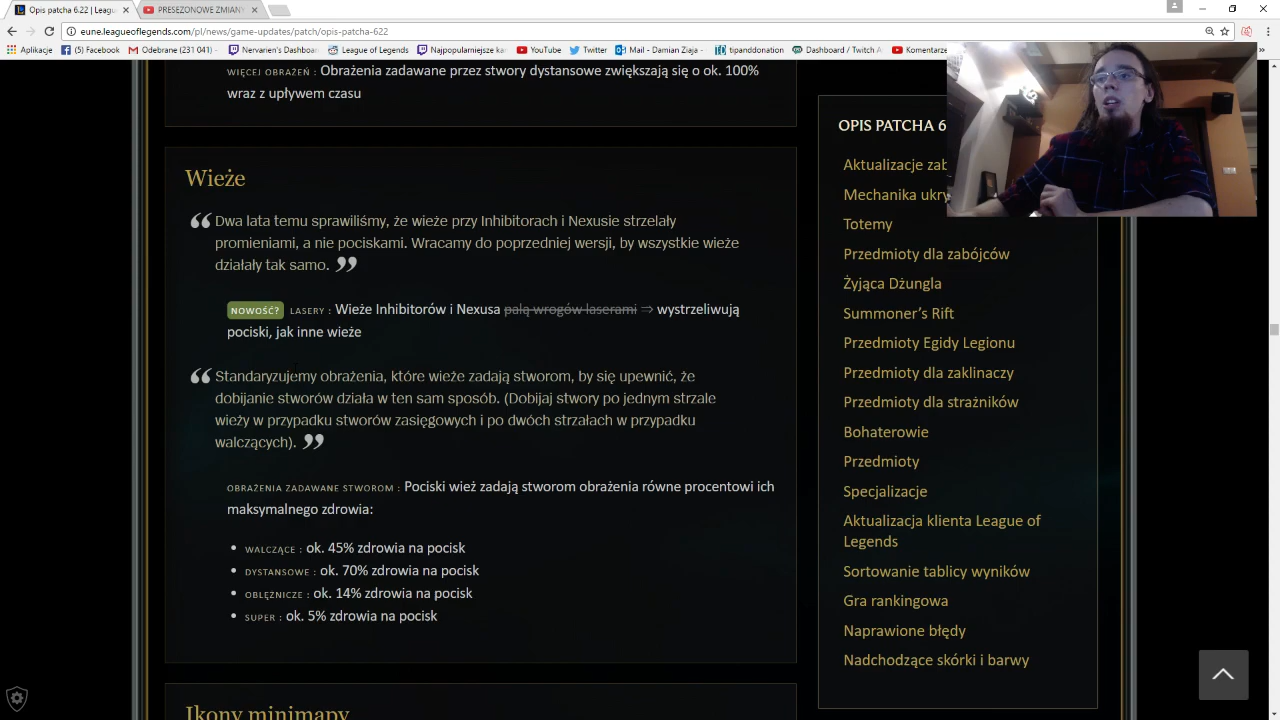 Opis patcha 6.22 | Leagu
PRESEZONOWE ZMIANY
eune.leagueoflegends.com/pl/news/game-updates/patch/opis-patcha-622
Aplikacje
(5) Facebook
Odebrane (231 041)
Nervarien's Dashboard
League of Legends
Najpopularniejsze
YouTube
Twitter
Mail - Damian Ziaja
tipanddonation
Dashboard / Twitch A
Komentarze
WIĘCEJ OBRAŻEŃ : Obrażenia zadawane przez stwory dystansowe zwiększają się o ok. 100%
wraz z upływem czasu
Wieże
Dwa lata temu sprawiliśmy, że wieże przy Inhibitorach i Nexusie strzelały
promieniami, a nie pociskami. Wracamy do poprzedniej wersji, by wszystkie wieże
działały tak samo.
NOWOŚĆ? LASERY : Wieże Inhibitorów i Nexusa palą wrogów laserami ⇒ wystrzeliwują
pociski, jak inne wieże
Standaryzujemy obrażenia, które wieże zadają stworom, by się upewnić, że
dobijanie stworów działa w ten sam sposób. (Dobijaj stwory po jednym strzale
wieży w przypadku stworów zasięgowych i po dwóch strzałach w przypadku
walczących).
OBRAŻENIA ZADAWANE STWOROM : Pociski wież zadają stworom obrażenia równe procentowi ich
maksymalnego zdrowia:
• WALCZĄCE : ok. 45% zdrowia na pocisk
• DYSTANSOWE : ok. 70% zdrowia na pocisk
• OBLĘŻNICZE : ok. 14% zdrowia na pocisk
• SUPER : ok. 5% zdrowia na pocisk
Ikony minimapy
OPIS PATCHA 6
Aktualizacje zab
Mechanika ukry
Totemy
Przedmioty dla zabójców
Żyjąca Dżungla
Summoner's Rift
Przedmioty Egidy Legionu
Przedmioty dla zaklinaczy
Przedmioty dla strażników
Bohaterowie
Przedmioty
Specjalizacje
Aktualizacja klienta League of
Legends
Sortowanie tablicy wyników
Gra rankingowa
Naprawione błędy
Nadchodzące skórki i barwy